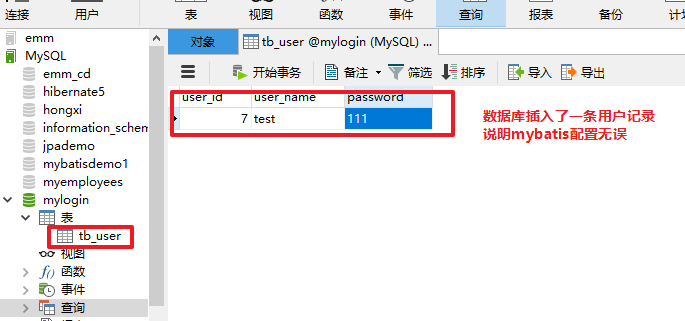 连接
用户
表
视图
函数
事件
查询
报表
备份
emm
MySQL
emm_cd
hibernate5
hongxi
information_schem
jpademo
mybatisdemo1
myemployees
mylogin
表
tb_user
视图
函数
事件
查询
对象
tb_user @mylogin (MySQL) ...
开始事务
备注
筛选
排序
导入
导出
user_id
user_name
password
7
test
111
数据库插入了一条用户记录
说明mybatis配置无误